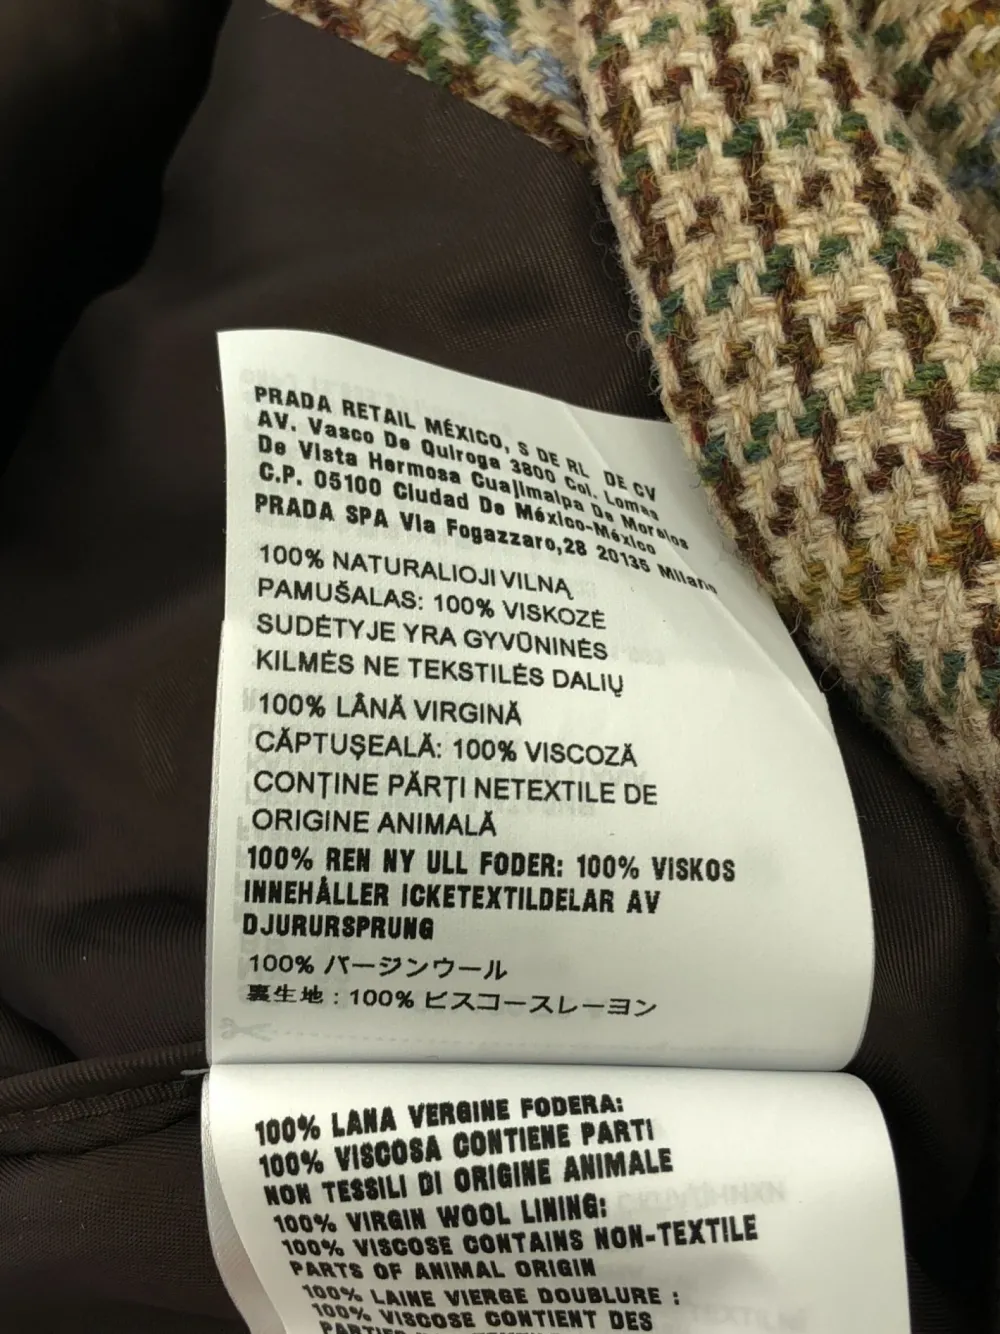 PRADA RETAIL MÉXICO, S DE RL DE CV
AV. Vasco De Quiroga 3800 Col. Lomas
De Vista Hermosa Cuajimalpa De Morelos
C.P. 05100 Ciudad De México-México
PRADA SPA Via Fogazzaro,28 20135 Milano
100% NATURALIOJI VILNĄ
PAMUŠALAS: 100% VISKOZĖ
SUDĖTYJE YRA GYVŪNINĖS
KILMĖS NE TEKSTILĖS DALIŲ
100% LÂNĂ VIRGINĂ
CĂPTUȘEALĂ: 100% VISCOZĂ
CONȚINE PĂRȚI NETEXTILE DE
ORIGINE ANIMALĂ
100% REN NY ULL FODER: 100% VISKOS
INNEHÅLLER ICKETEXTILDELAR AV
DJURURSPRUNG
100% バージンウール
裏生地：100% ビスコースレーヨン
100% LANA VERGINE FODERA:
100% VISCOSA CONTIENE PARTI
NON TESSILI DI ORIGINE ANIMALE
100% VIRGIN WOOL LINING:
100% VISCOSE CONTAINS NON-TEXTILE
PARTS OF ANIMAL ORIGIN
100% LAINE VIERGE DOUBLURE :
100% VISCOSE CONTIENT DES
PARTIES